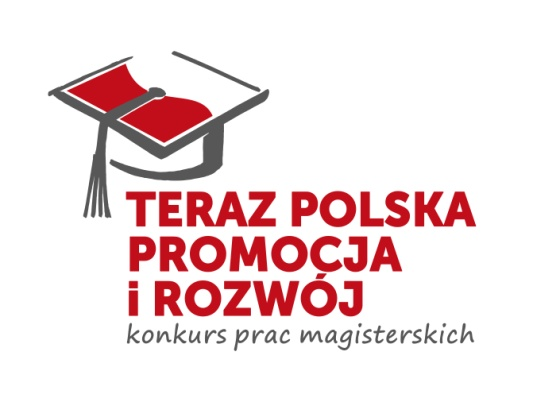 TERAZ POLSKA
PROMOCJA
i ROZWÓJ
konkurs prac magisterskich